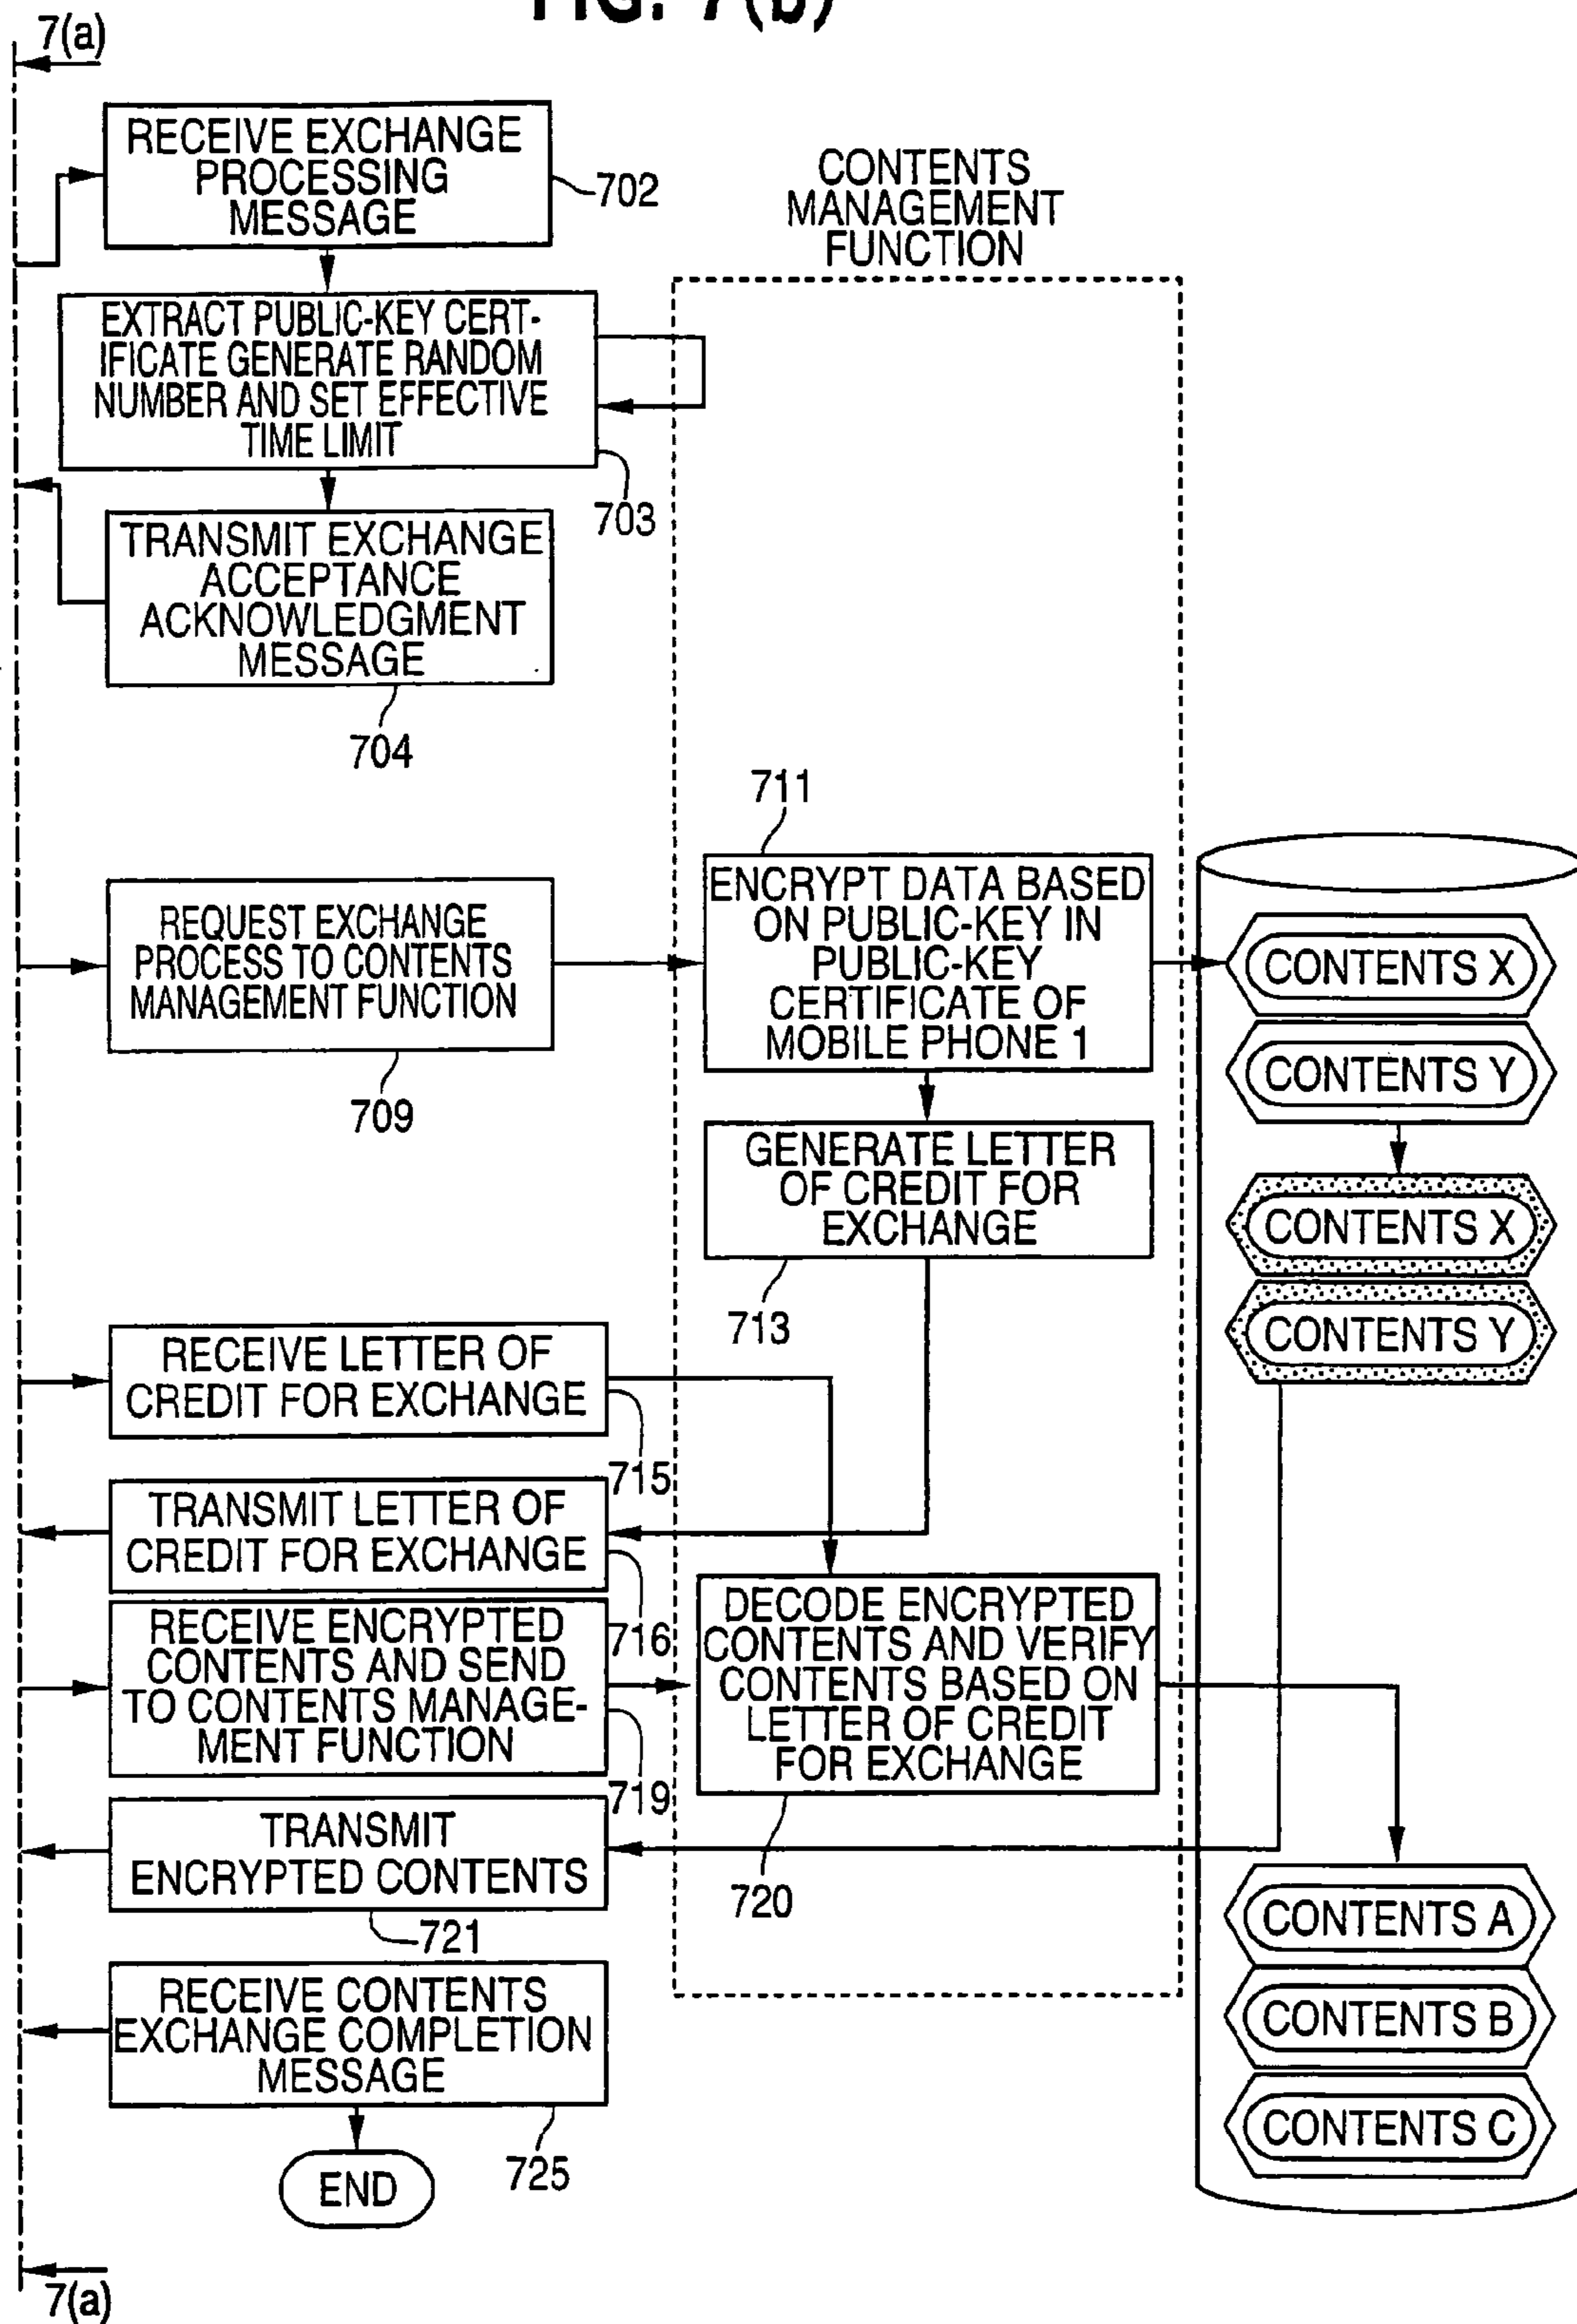 FIG. 7(b)
7(a)
RECEIVE EXCHANGE
PROCESSING
MESSAGE
702
CONTENTS
MANAGEMENT
FUNCTION
EXTRACT PUBLIC-KEY CERT-
IFICATE GENERATE RANDOM
NUMBER AND SET EFFECTIVE
TIME LIMIT
703
TRANSMIT EXCHANGE
ACCEPTANCE
ACKNOWLEDGMENT
MESSAGE
704
711
REQUEST EXCHANGE
PROCESS TO CONTENTS
MANAGEMENT FUNCTION
709
ENCRYPT DATA BASED
ON PUBLIC-KEY IN
PUBLIC-KEY
CERTIFICATE OF
MOBILE PHONE 1
CONTENTS X
CONTENTS Y
GENERATE LETTER
OF CREDIT FOR
EXCHANGE
713
CONTENTS X
CONTENTS Y
RECEIVE LETTER OF
CREDIT FOR EXCHANGE
715
TRANSMIT LETTER OF
CREDIT FOR EXCHANGE
716
RECEIVE ENCRYPTED
CONTENTS AND SEND
TO CONTENTS MANAGE-
MENT FUNCTION
719
DECODE ENCRYPTED
CONTENTS AND VERIFY
CONTENTS BASED ON
LETTER OF CREDIT
FOR EXCHANGE
720
TRANSMIT
ENCRYPTED CONTENTS
721
CONTENTS A
CONTENTS B
CONTENTS C
RECEIVE CONTENTS
EXCHANGE COMPLETION
MESSAGE
725
END
7(a)